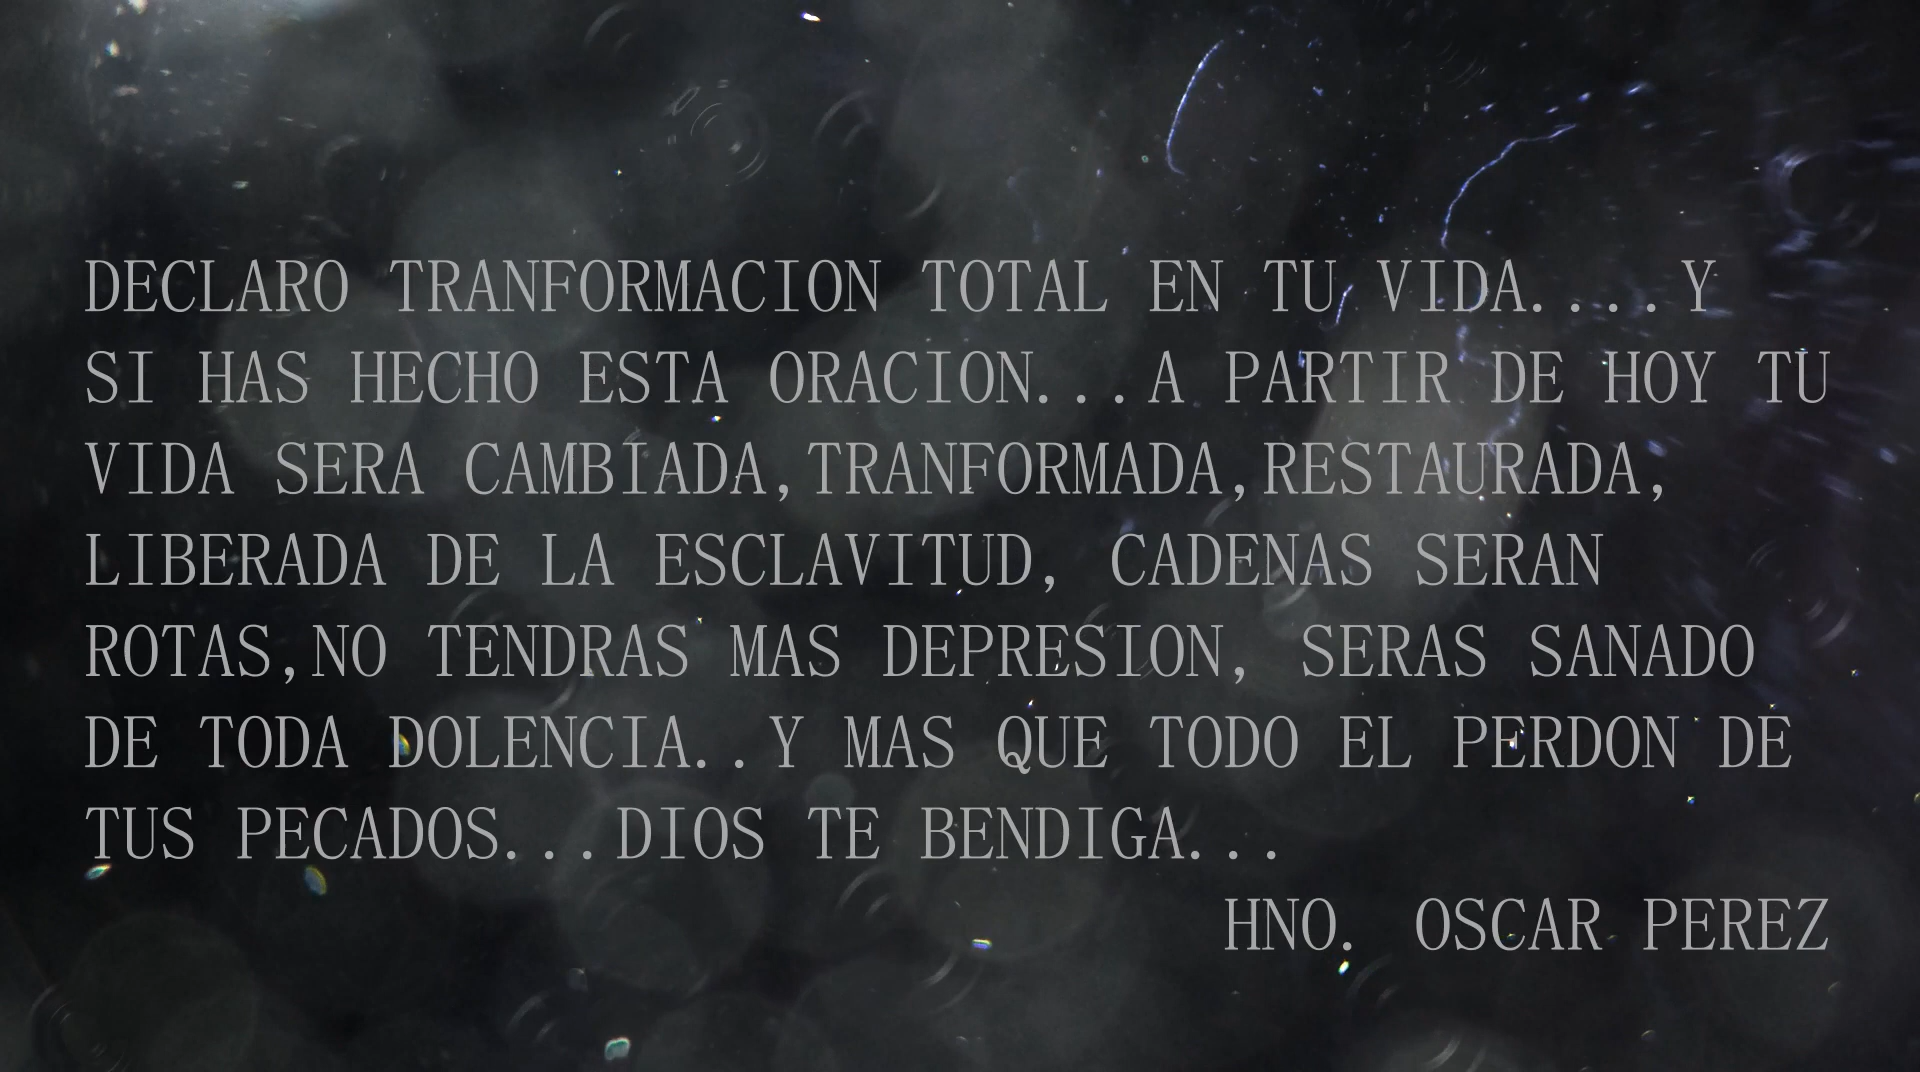 DECLARO TRANFORMACION TOTAL EN TU VIDA....Y
SI HAS HECHO ESTA ORACION...A PARTIR DE HOY TU
VIDA SERA CAMBIADA,TRANFORMADA,RESTAURADA,
LIBERADA DE LA ESCLAVITUD, CADENAS SERAN
ROTAS,NO TENDRAS MAS DEPRESION, SERAS SANADO
DE TODA DOLENCIA..Y MAS QUE TODO EL PERDON DE
TUS PECADOS...DIOS TE BENDIGA...
HNO. OSCAR PEREZ